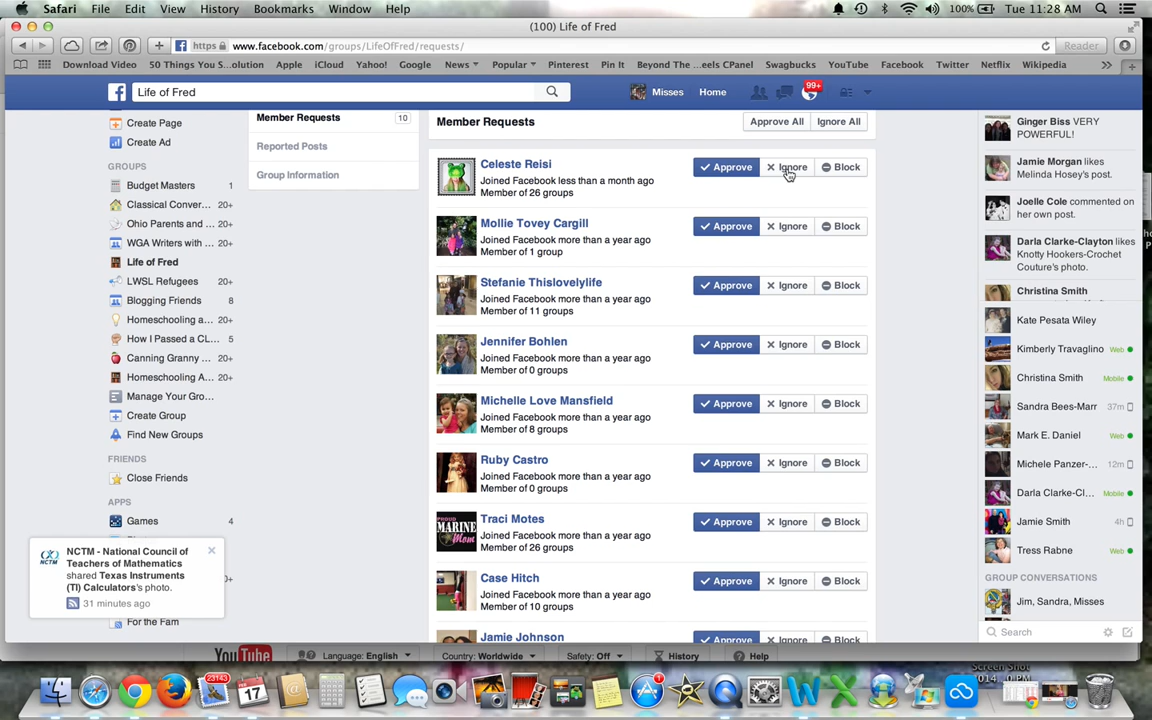 Safari File Edit View History Bookmarks Window Help 100% Tue 11:28 AM
(100) Life of Fred
https www.facebook.com/groups/LifeOfFred/requests/ Reader
Download Video 50 Things You S...olution Apple iCloud Yahoo! Google News Popular Pinterest Pin It Beyond The ...eels CPanel Swagbucks YouTube Facebook Twitter Netflix Wikipedia
Life of Fred Misses Home 99+
Create Page
Create Ad
GROUPS
Budget Masters 1
Classical Conver... 20+
Ohio Parents and ... 20+
WGA Writers with ... 20+
Life of Fred
LWSL Refugees 20+
Blogging Friends 8
Homeschooling a... 20+
How I Passed a CL... 5
Canning Granny ... 20+
Homeschooling A... 20+
Manage Your Gro...
Create Group
Find New Groups
FRIENDS
Close Friends
APPS
Games 4
For the Fam
NCTM - National Council of
Teachers of Mathematics
shared Texas Instruments
(TI) Calculators's photo.
31 minutes ago
Member Requests 10
Reported Posts
Group Information
Member Requests Approve All Ignore All
Celeste Reisi
Joined Facebook less than a month ago
Member of 26 groups
Approve Ignore Block
Mollie Tovey Cargill
Joined Facebook more than a year ago
Member of 1 group
Approve Ignore Block
Stefanie Thislovelylife
Joined Facebook more than a year ago
Member of 11 groups
Approve Ignore Block
Jennifer Bohlen
Joined Facebook more than a year ago
Member of 0 groups
Approve Ignore Block
Michelle Love Mansfield
Joined Facebook more than a year ago
Member of 8 groups
Approve Ignore Block
Ruby Castro
Joined Facebook more than a year ago
Member of 0 groups
Approve Ignore Block
PROUD MARINE Mom
Traci Motes
Joined Facebook more than a year ago
Member of 26 groups
Approve Ignore Block
Case Hitch
Joined Facebook more than a year ago
Member of 10 groups
Approve Ignore Block
Jamie Johnson
Approve Ignore Block
Ginger Biss VERY
POWERFUL!
Jamie Morgan likes
Melinda Hosey's post.
Joelle Cole commented on
her own post.
Darla Clarke-Clayton likes
Knotty Hookers-Crochet
Couture's photo.
Christina Smith
Kate Pesata Wiley
Kimberly Travaglino Web
Christina Smith Mobile
Sandra Bees-Marr 37m
Mark E. Daniel Web
Michele Panzer-... 12m
Darla Clarke-Cl... Mobile
Jamie Smith 4h
Tress Rabne Web
GROUP CONVERSATIONS
Jim, Sandra, Misses
Search
YouTube Language: English Country: Worldwide Safety: Off History Help
23143
17